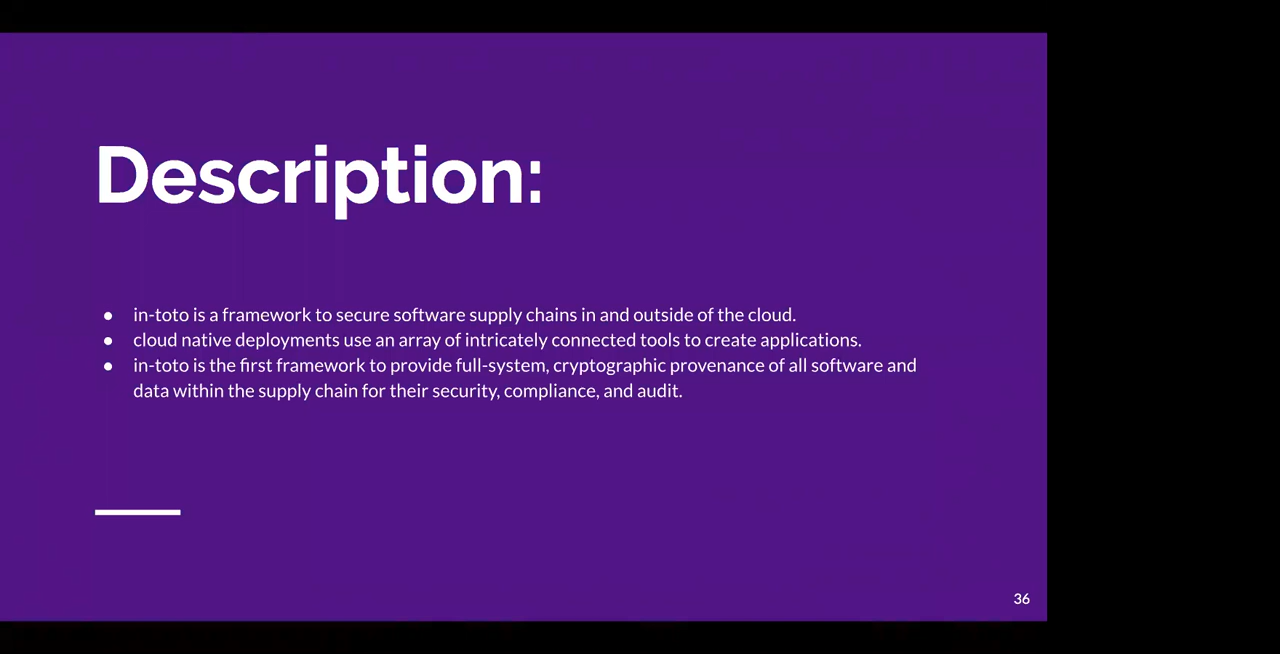 Description:
● in-toto is a framework to secure software supply chains in and outside of the cloud.
● cloud native deployments use an array of intricately connected tools to create applications.
● in-toto is the first framework to provide full-system, cryptographic provenance of all software and
data within the supply chain for their security, compliance, and audit.
36